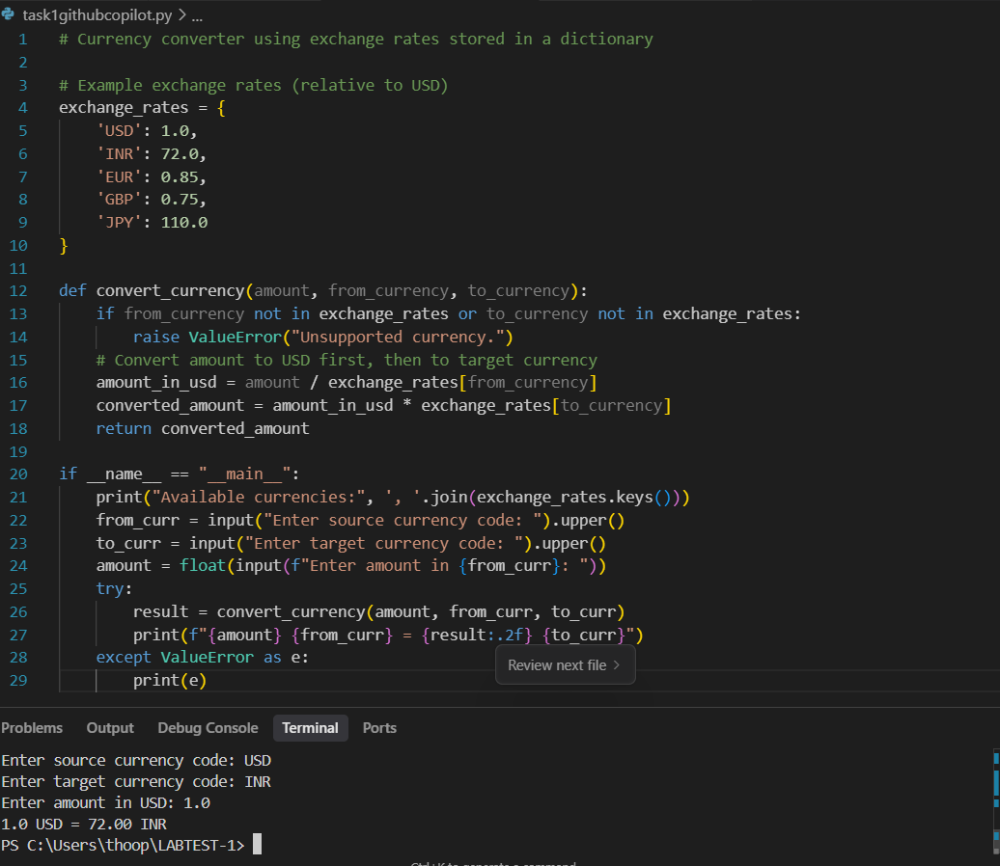 task1githubcopilot.py > ...
1 # Currency converter using exchange rates stored in a dictionary
2
3 # Example exchange rates (relative to USD)
4 exchange_rates = {
5     'USD': 1.0,
6     'INR': 72.0,
7     'EUR': 0.85,
8     'GBP': 0.75,
9     'JPY': 110.0
10 }
11
12 def convert_currency(amount, from_currency, to_currency):
13     if from_currency not in exchange_rates or to_currency not in exchange_rates:
14         raise ValueError("Unsupported currency.")
15     # Convert amount to USD first, then to target currency
16     amount_in_usd = amount / exchange_rates[from_currency]
17     converted_amount = amount_in_usd * exchange_rates[to_currency]
18     return converted_amount
19
20 if __name__ == "__main__":
21     print("Available currencies:", ', '.join(exchange_rates.keys()))
22     from_curr = input("Enter source currency code: ").upper()
23     to_curr = input("Enter target currency code: ").upper()
24     amount = float(input(f"Enter amount in {from_curr}: "))
25     try:
26         result = convert_currency(amount, from_curr, to_curr)
27         print(f"{amount} {from_curr} = {result:.2f} {to_curr}")
28     except ValueError as e:
Review next file >
29         print(e)
Problems Output Debug Console Terminal Ports
Enter source currency code: USD
Enter target currency code: INR
Enter amount in USD: 1.0
1.0 USD = 72.00 INR
PS C:\Users\thoop\LABTEST-1>
Ctrl+K to generate a command